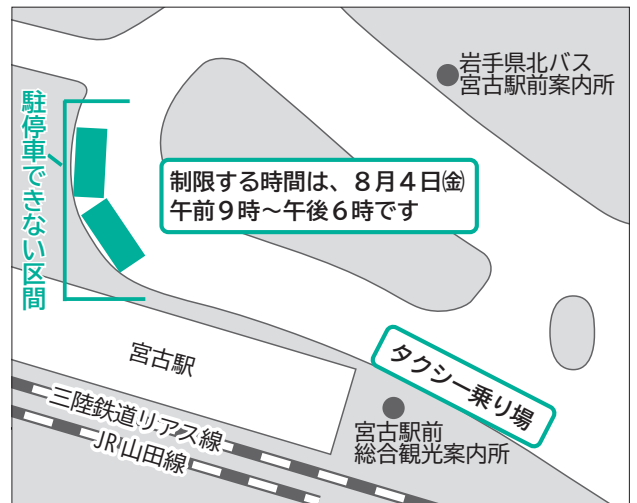 岩手県北バス
宮古駅前案内所
駐停車できない区間
制限する時間は、８月４日㈮
午前９時～午後６時です
タクシー乗り場
宮古駅
三陸鉄道リアス線
JR山田線
宮古駅前
総合観光案内所